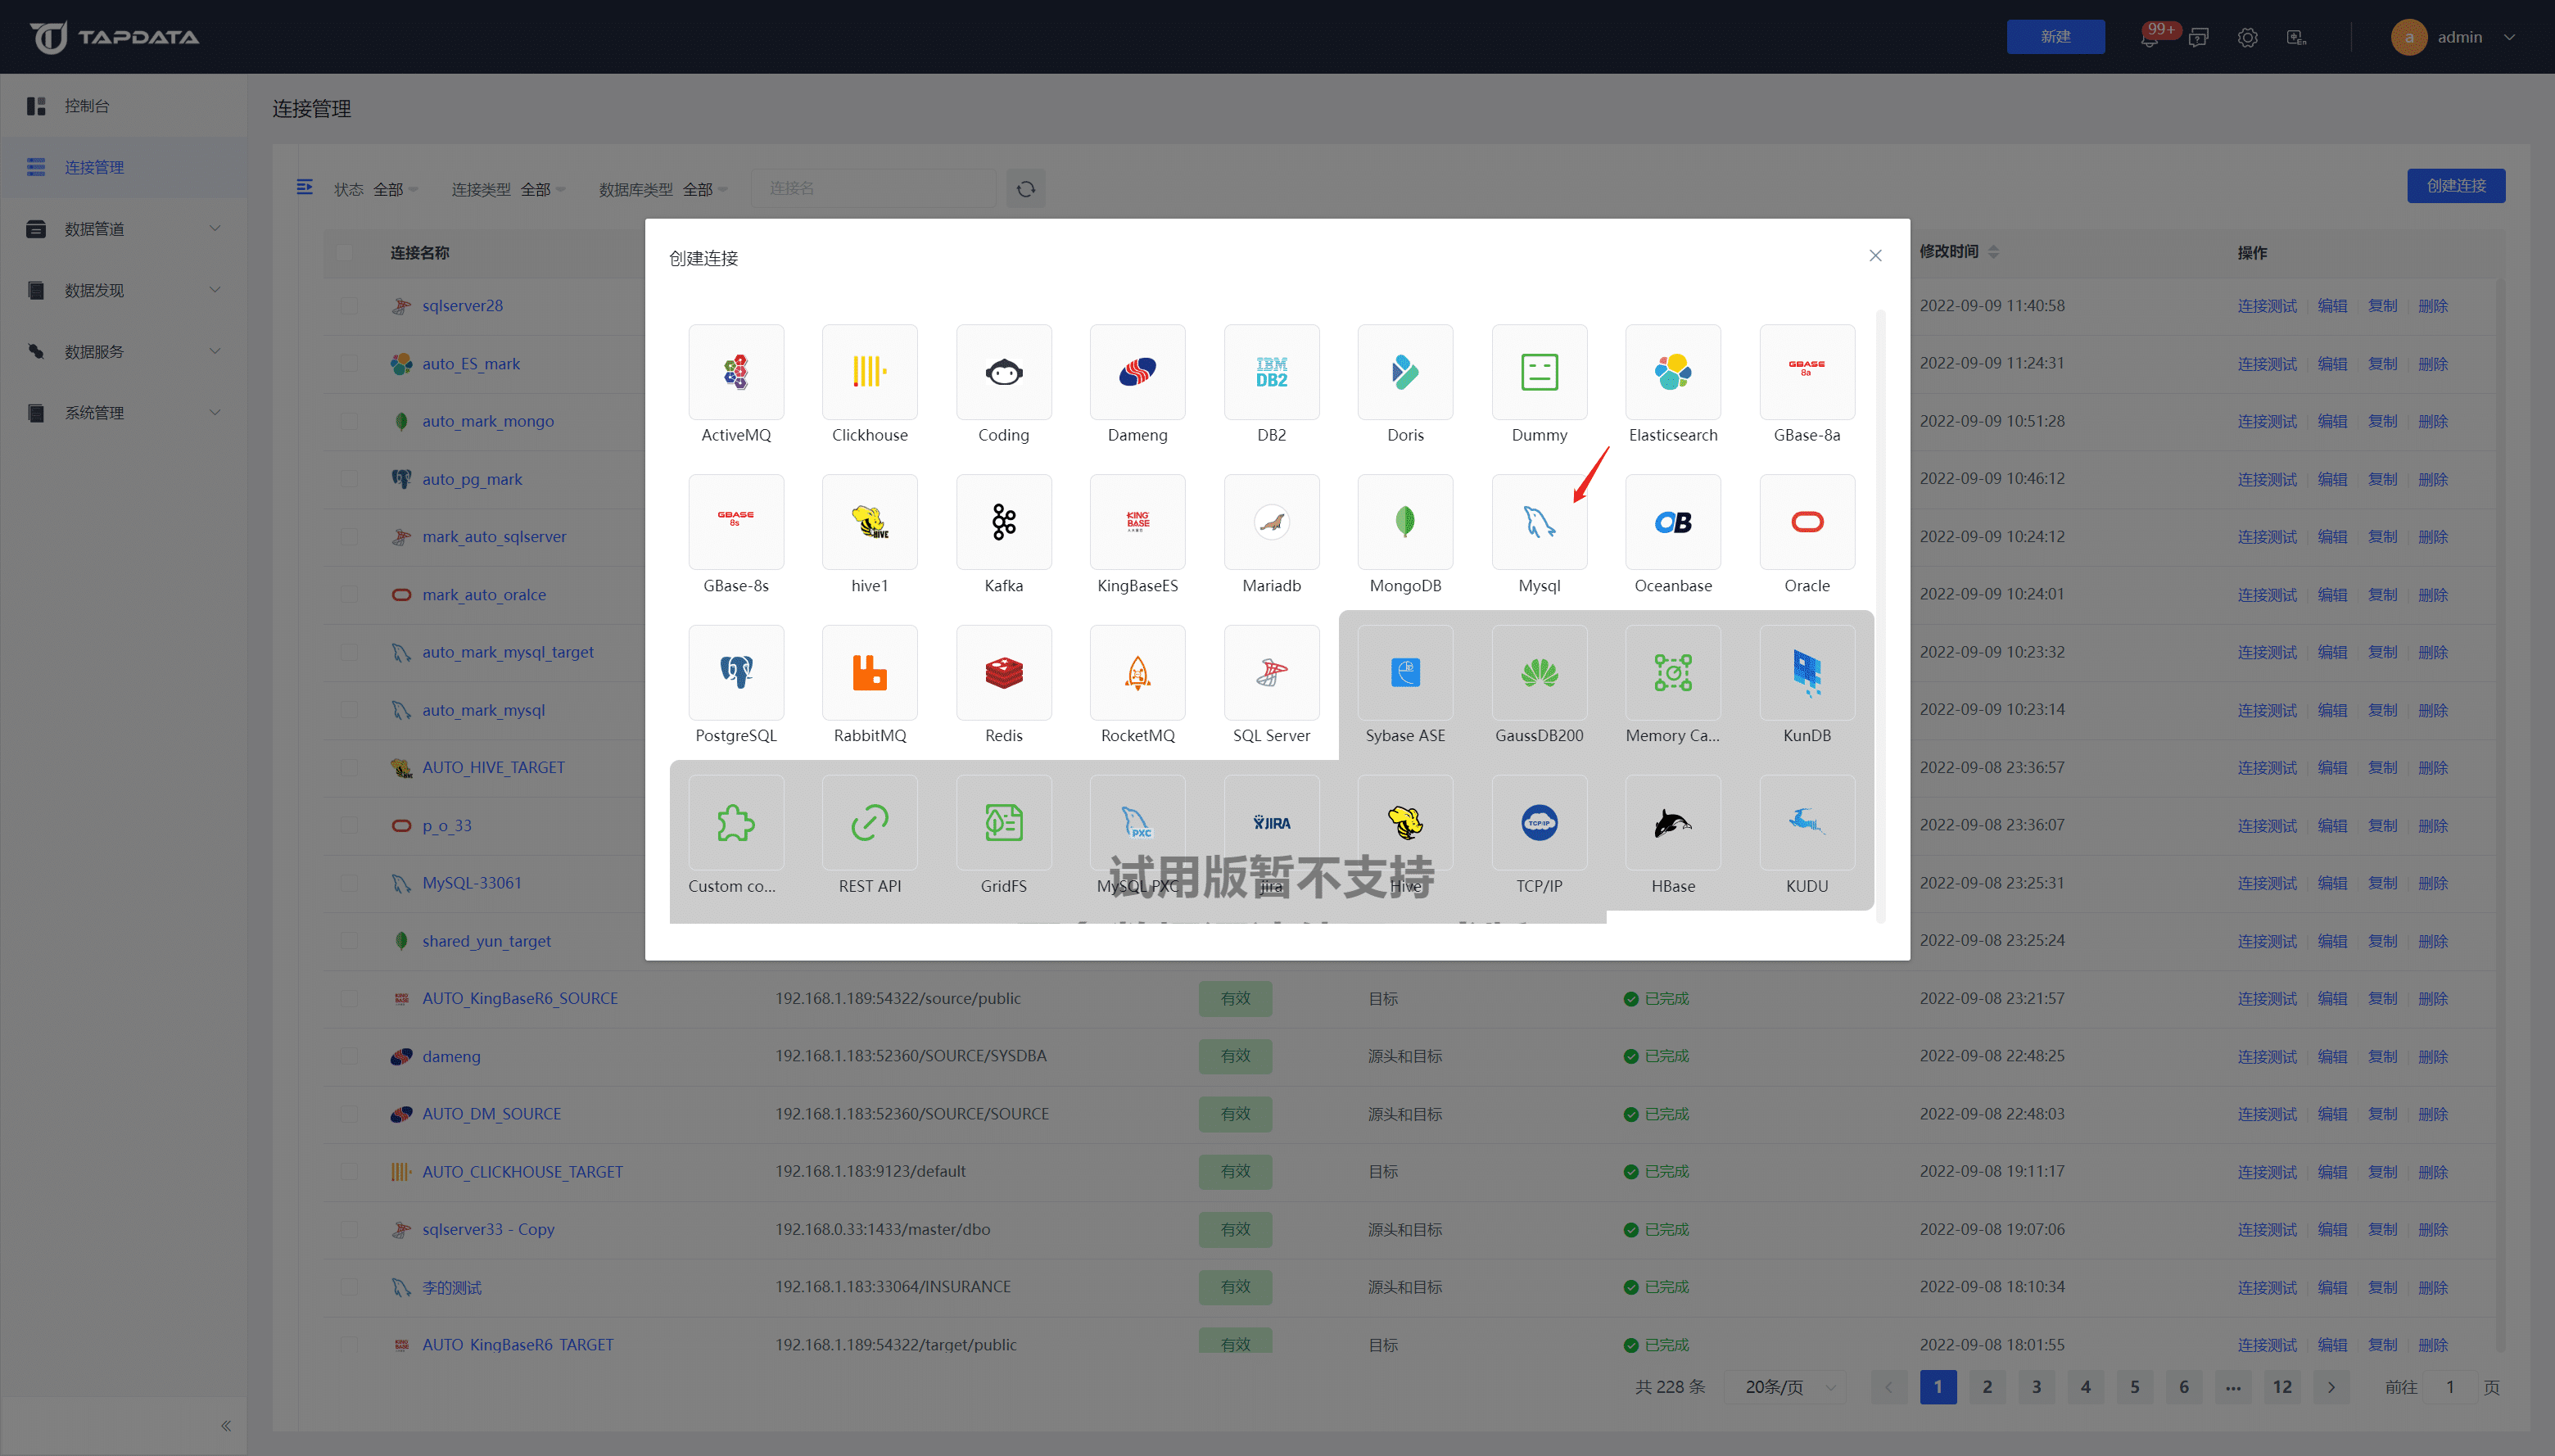 TAPDATA
新建
99+
a
admin
控制台
连接管理
数据管道
数据发现
数据服务
系统管理
连接管理
状态 全部
连接类型 全部
数据库类型 全部
连接名
创建连接
连接名称
修改时间
操作
sqlserver28 2022-09-09 11:40:58 连接测试 编辑 复制 删除
auto_ES_mark 2022-09-09 11:24:31 连接测试 编辑 复制 删除
auto_mark_mongo 2022-09-09 10:51:28 连接测试 编辑 复制 删除
auto_pg_mark 2022-09-09 10:46:12 连接测试 编辑 复制 删除
mark_auto_sqlserver 2022-09-09 10:24:12 连接测试 编辑 复制 删除
mark_auto_oralce 2022-09-09 10:24:01 连接测试 编辑 复制 删除
auto_mark_mysql_target 2022-09-09 10:23:32 连接测试 编辑 复制 删除
auto_mark_mysql 2022-09-09 10:23:14 连接测试 编辑 复制 删除
AUTO_HIVE_TARGET 2022-09-08 23:36:57 连接测试 编辑 复制 删除
p_o_33 2022-09-08 23:36:07 连接测试 编辑 复制 删除
MySQL-33061 2022-09-08 23:25:31 连接测试 编辑 复制 删除
shared_yun_target 2022-09-08 23:25:24 连接测试 编辑 复制 删除
AUTO_KingBaseR6_SOURCE 192.168.1.189:54322/source/public 有效 目标 已完成 2022-09-08 23:21:57 连接测试 编辑 复制 删除
dameng 192.168.1.183:52360/SOURCE/SYSDBA 有效 源头和目标 已完成 2022-09-08 22:48:25 连接测试 编辑 复制 删除
AUTO_DM_SOURCE 192.168.1.183:52360/SOURCE/SOURCE 有效 源头和目标 已完成 2022-09-08 22:48:03 连接测试 编辑 复制 删除
AUTO_CLICKHOUSE_TARGET 192.168.1.183:9123/default 有效 目标 已完成 2022-09-08 19:11:17 连接测试 编辑 复制 删除
sqlserver33 - Copy 192.168.0.33:1433/master/dbo 有效 源头和目标 已完成 2022-09-08 19:07:06 连接测试 编辑 复制 删除
李的测试 192.168.1.183:33064/INSURANCE 有效 源头和目标 已完成 2022-09-08 18:10:34 连接测试 编辑 复制 删除
AUTO_KingBaseR6_TARGET 192.168.1.189:54322/target/public 有效 目标 已完成 2022-09-08 18:01:55 连接测试 编辑 复制 删除
共 228 条 20条/页 1 2 3 4 5 6 ··· 12 前往 1 页
创建连接
IBM DB2
GBASE 8a
ActiveMQ Clickhouse Coding Dameng DB2 Doris Dummy Elasticsearch GBase-8a
GBASE 8s
HIVE
KING BASE
OB
GBase-8s hive1 Kafka KingBaseES Mariadb MongoDB Mysql Oceanbase Oracle
PostgreSQL RabbitMQ Redis RocketMQ SQL Server Sybase ASE GaussDB200 Memory Ca... KunDB
PXC
JIRA
TCP/IP
Custom co... REST API GridFS MySQL PXC jira Hive TCP/IP HBase KUDU
试用版暂不支持